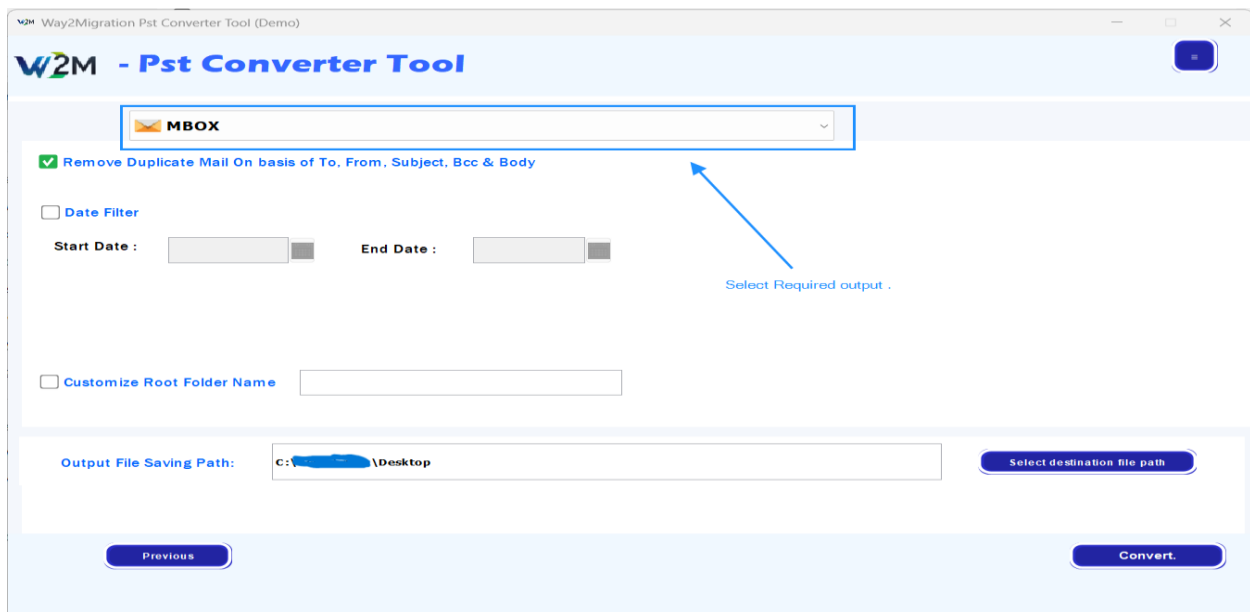 W2M Way2Migration Pst Converter Tool (Demo)
W2M - Pst Converter Tool
MBOX
Remove Duplicate Mail On basis of To, From, Subject, Bcc & Body
Date Filter
Start Date :
End Date :
Select Required output .
Customize Root Folder Name
Output File Saving Path:
C:\ \Desktop
Select destination file path
Previous
Convert.